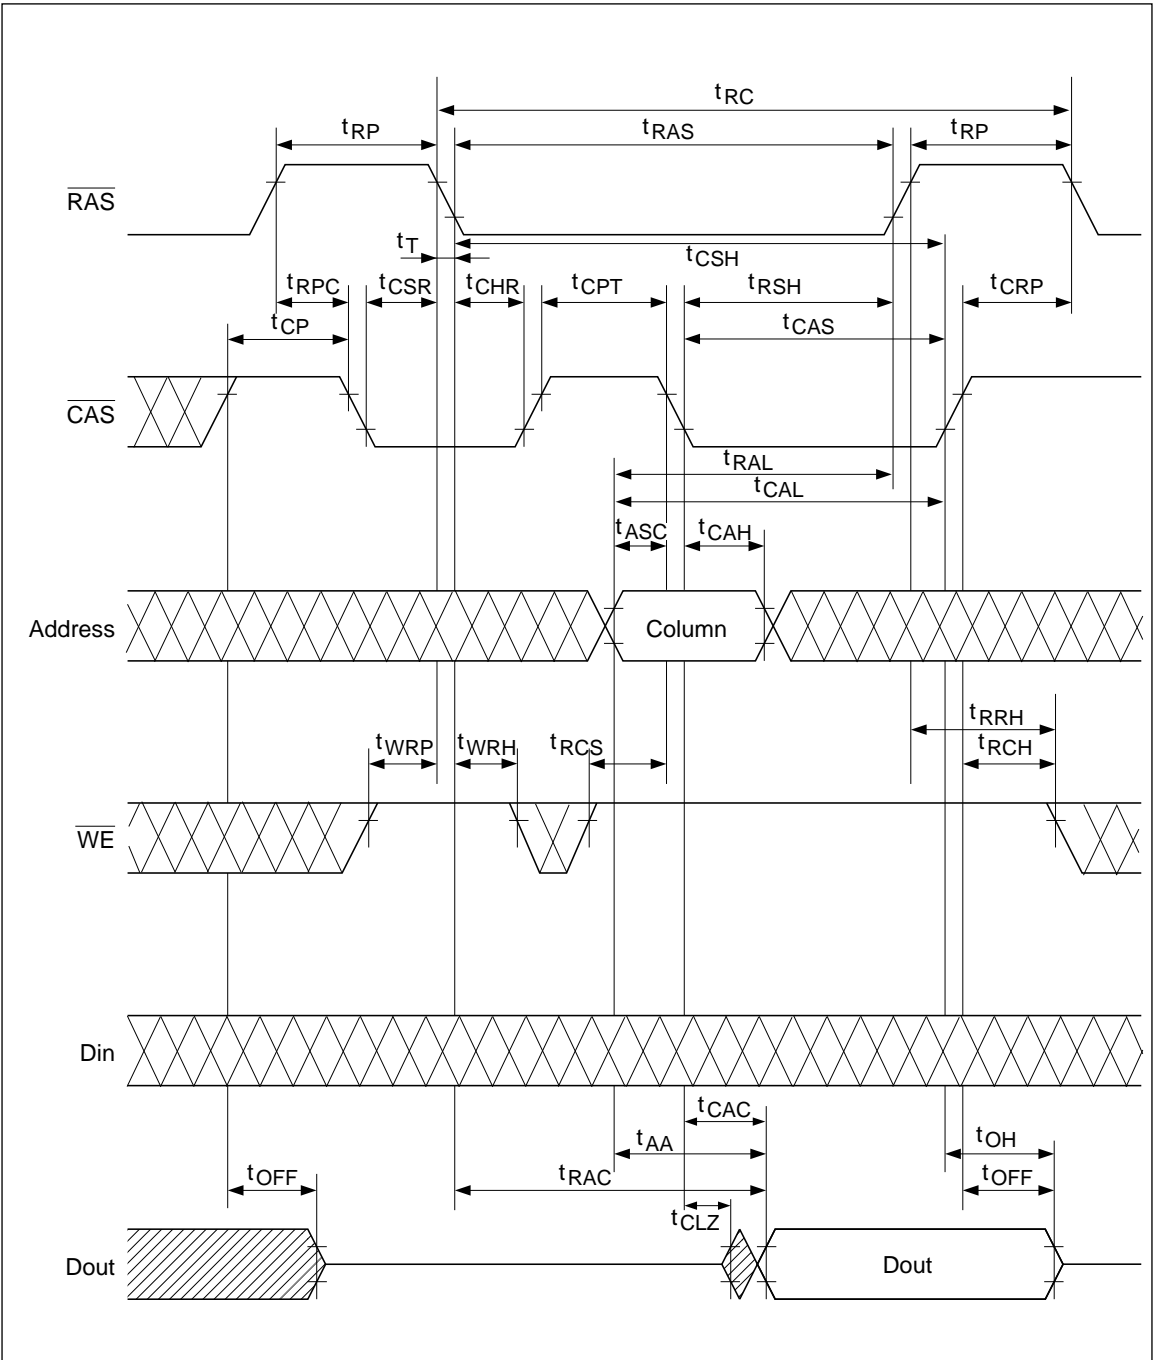 tRC
tRP tRAS tRP
RAS
tT
tCSH
tRPC tCSR tCHR tCPT tRSH tCRP
tCP tCAS
CAS
tRAL
tCAL
tASC tCAH
Address Column
tRRH
tWRP tWRH tRCS tRCH
WE
Din
tCAC
tAA tOH
tOFF tRAC tOFF
tCLZ
Dout Dout